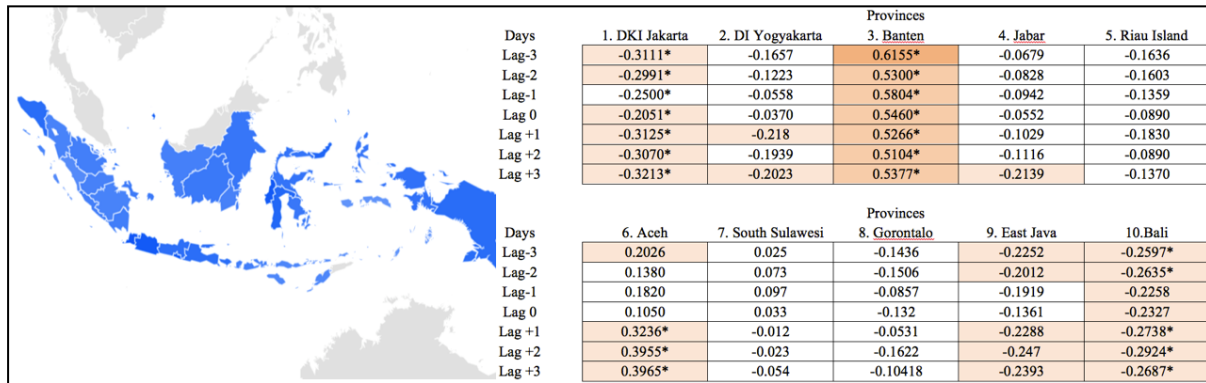 Provinces
Days 1. DKI Jakarta 2. DI Yogyakarta 3. Banten 4. Jabar 5. Riau Island
Lag-3 -0.3111* -0.1657 0.6155* -0.0679 -0.1636
Lag-2 -0.2991* -0.1223 0.5300* -0.0828 -0.1603
Lag-1 -0.2500* -0.0558 0.5804* -0.0942 -0.1359
Lag 0 -0.2051* -0.0370 0.5460* -0.0552 -0.0890
Lag +1 -0.3125* -0.218 0.5266* -0.1029 -0.1830
Lag +2 -0.3070* -0.1939 0.5104* -0.1116 -0.0890
Lag +3 -0.3213* -0.2023 0.5377* -0.2139 -0.1370
Provinces
Days 6. Aceh 7. South Sulawesi 8. Gorontalo 9. East Java 10.Bali
Lag-3 0.2026 0.025 -0.1436 -0.2252 -0.2597*
Lag-2 0.1380 0.073 -0.1506 -0.2012 -0.2635*
Lag-1 0.1820 0.097 -0.0857 -0.1919 -0.2258
Lag 0 0.1050 0.033 -0.132 -0.1361 -0.2327
Lag +1 0.3236* -0.012 -0.0531 -0.2288 -0.2738*
Lag +2 0.3955* -0.023 -0.1622 -0.247 -0.2924*
Lag +3 0.3965* -0.054 -0.10418 -0.2393 -0.2687*